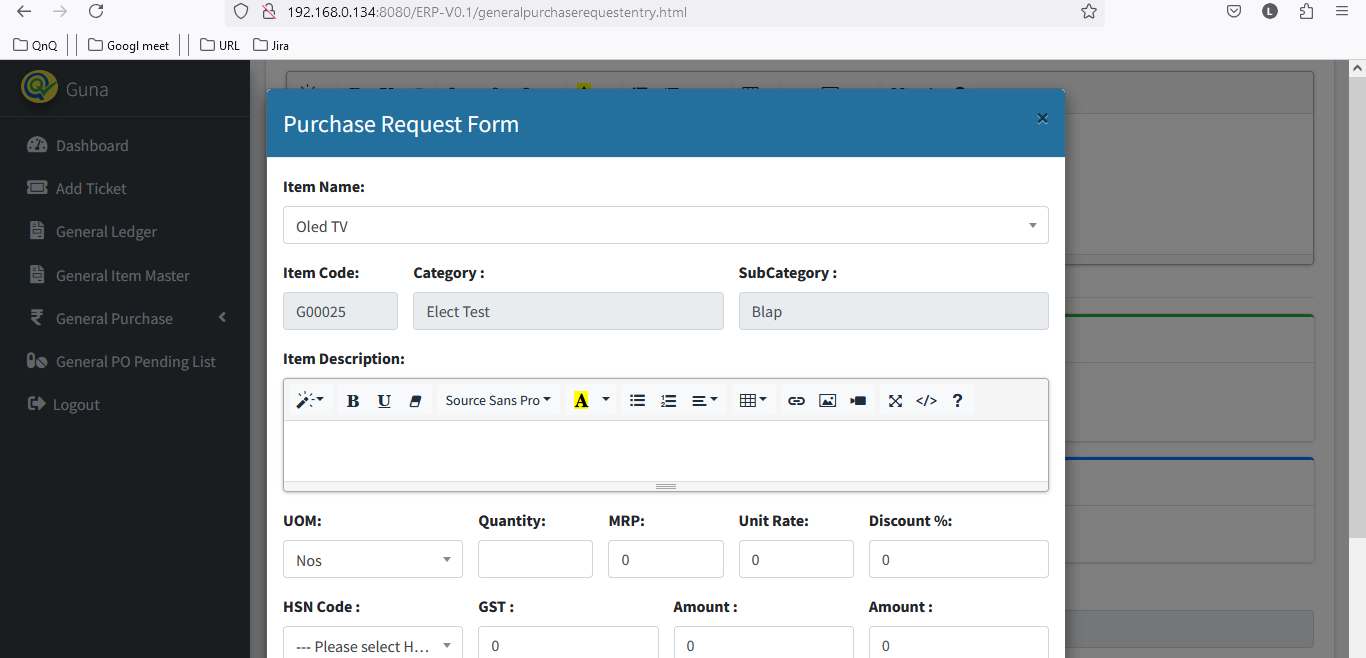 192.168.0.134:8080/ERP-V0.1/generalpurchaserequestentry.html
L
QnQ Googl meet URL Jira
Guna
Dashboard
Add Ticket
General Ledger
General Item Master
General Purchase
General PO Pending List
Logout
Purchase Request Form ×
Item Name:
Oled TV
Item Code: Category : SubCategory :
G00025 Elect Test Blap
Item Description:
B U Source Sans Pro A </> ?
UOM: Quantity: MRP: Unit Rate: Discount %:
Nos 0 0 0
HSN Code : GST : Amount : Amount :
--- Please select H... 0 0 0